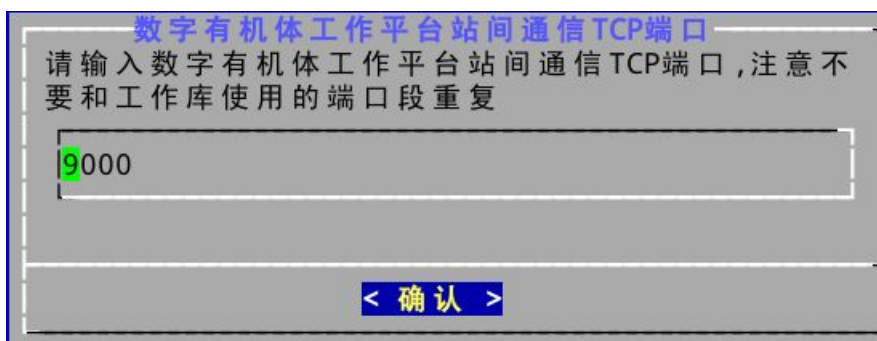 数字有机体工作平台站间通信TCP端口
请输入数字有机体工作平台站间通信TCP端口,注意不
要和工作库使用的端口段重复
9000
< 确认 >